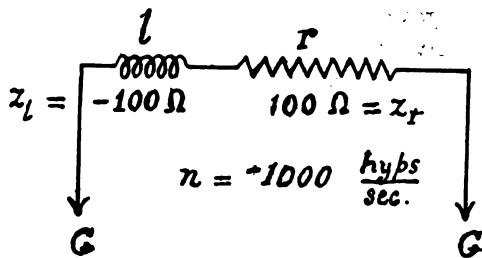 l r
z_l = -100 Ω 100 Ω = z_r
n = +1000 hyps
sec.
G G